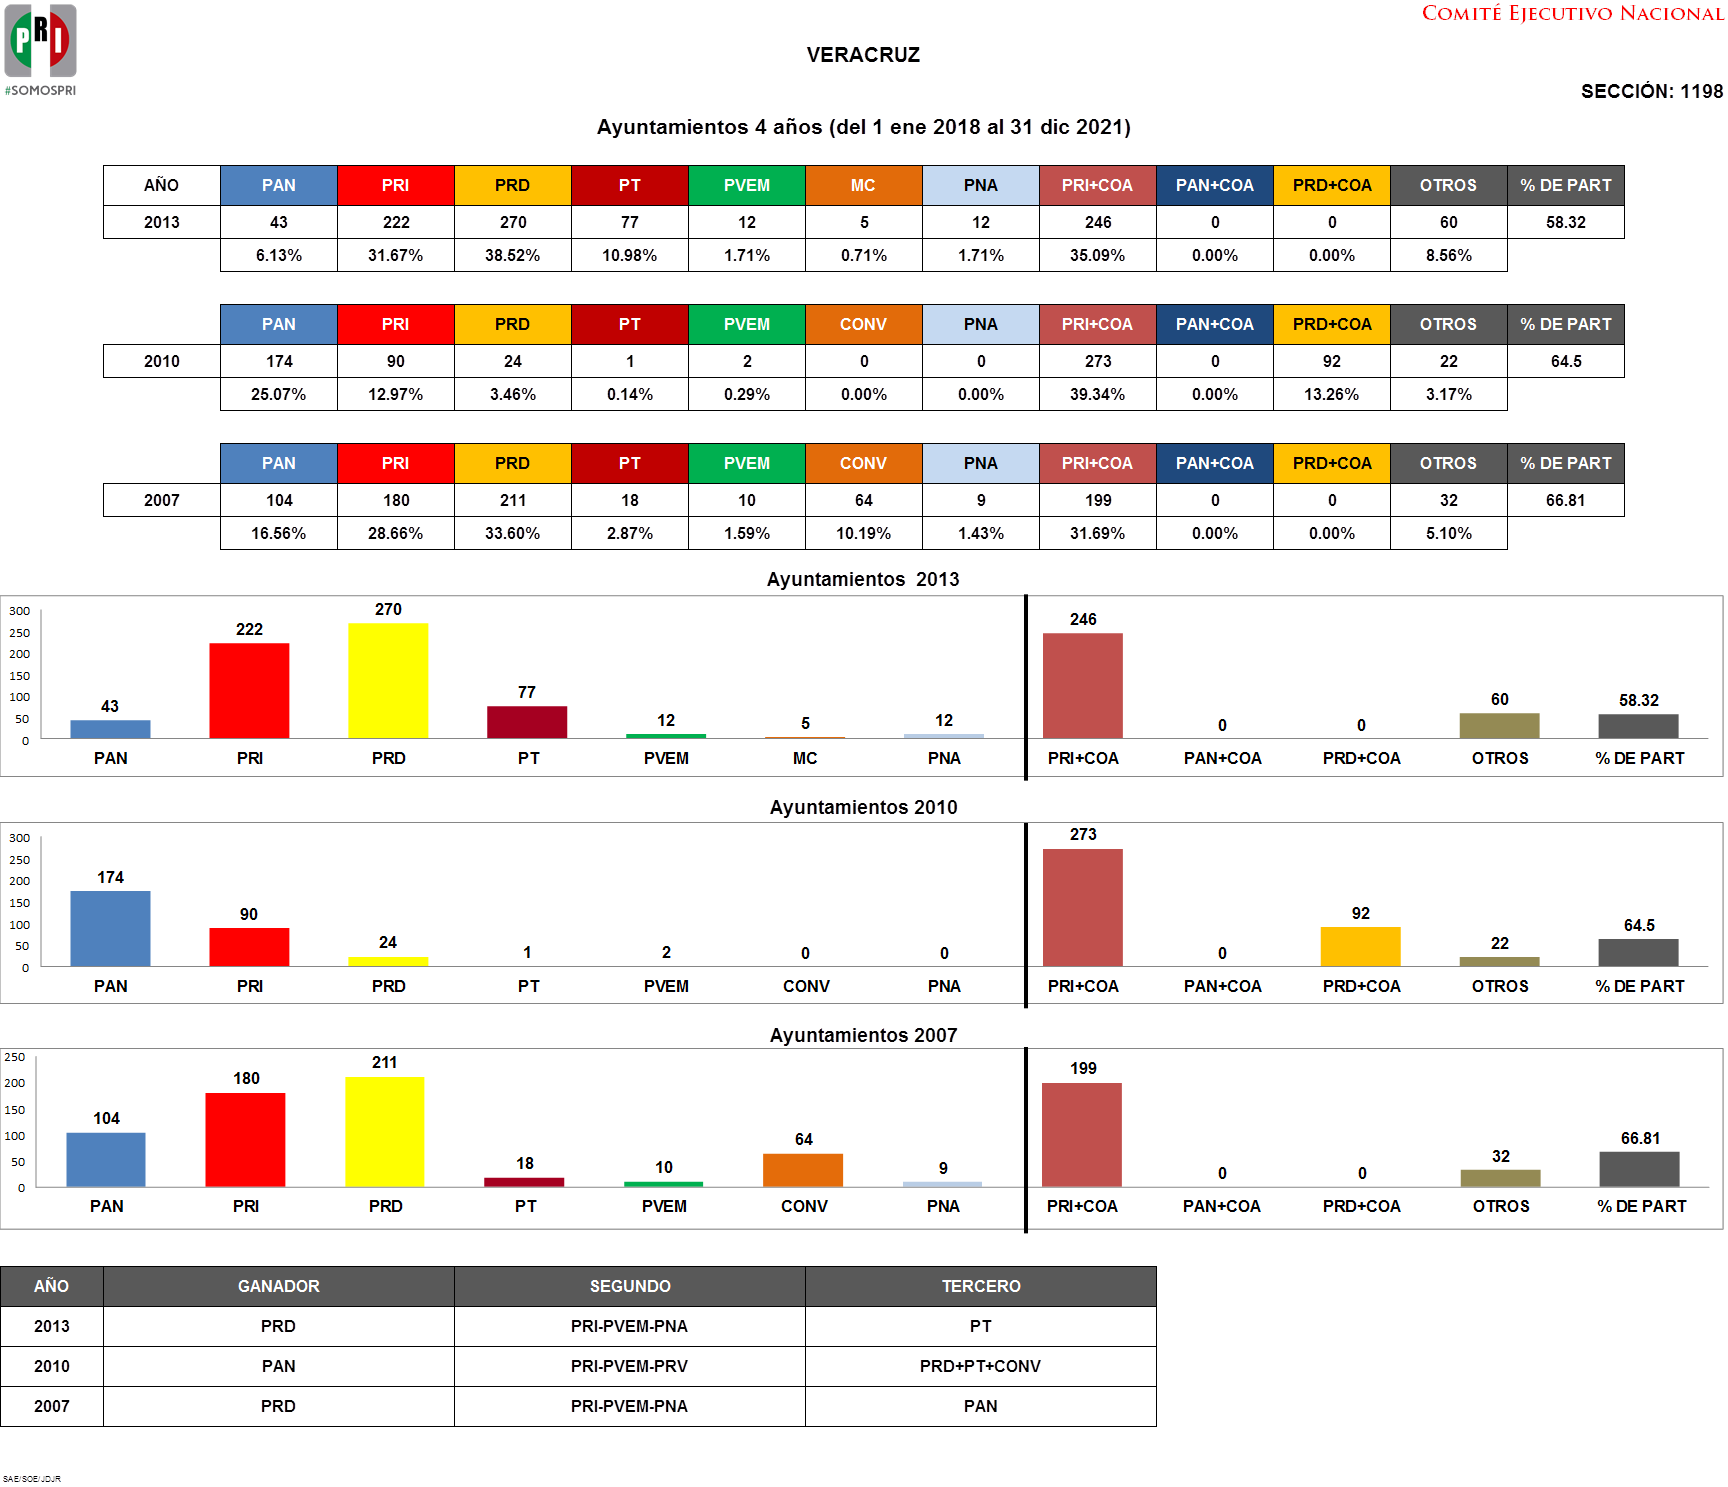 COMITÉ EJECUTIVO NACIONAL
PRI
#SOMOSPRI
VERACRUZ
SECCIÓN: 1198
Ayuntamientos 4 años (del 1 ene 2018 al 31 dic 2021)
AÑO PAN PRI PRD PT PVEM MC PNA PRI+COA PAN+COA PRD+COA OTROS % DE PART
2013 43 222 270 77 12 5 12 246 0 0 60 58.32
6.13% 31.67% 38.52% 10.98% 1.71% 0.71% 1.71% 35.09% 0.00% 0.00% 8.56%
PAN PRI PRD PT PVEM CONV PNA PRI+COA PAN+COA PRD+COA OTROS % DE PART
2010 174 90 24 1 2 0 0 273 0 92 22 64.5
25.07% 12.97% 3.46% 0.14% 0.29% 0.00% 0.00% 39.34% 0.00% 13.26% 3.17%
PAN PRI PRD PT PVEM CONV PNA PRI+COA PAN+COA PRD+COA OTROS % DE PART
2007 104 180 211 18 10 64 9 199 0 0 32 66.81
16.56% 28.66% 33.60% 2.87% 1.59% 10.19% 1.43% 31.69% 0.00% 0.00% 5.10%
Ayuntamientos 2013
300
250
200
150
100
50
0
43 222 270 77 12 5 12 246 0 0 60 58.32
PAN PRI PRD PT PVEM MC PNA PRI+COA PAN+COA PRD+COA OTROS % DE PART
Ayuntamientos 2010
300
250
200
150
100
50
0
174 90 24 1 2 0 0 273 0 92 22 64.5
PAN PRI PRD PT PVEM CONV PNA PRI+COA PAN+COA PRD+COA OTROS % DE PART
Ayuntamientos 2007
250
200
150
100
50
0
104 180 211 18 10 64 9 199 0 0 32 66.81
PAN PRI PRD PT PVEM CONV PNA PRI+COA PAN+COA PRD+COA OTROS % DE PART
AÑO GANADOR SEGUNDO TERCERO
2013 PRD PRI-PVEM-PNA PT
2010 PAN PRI-PVEM-PRV PRD+PT+CONV
2007 PRD PRI-PVEM-PNA PAN
SAE/SOE/JDJR